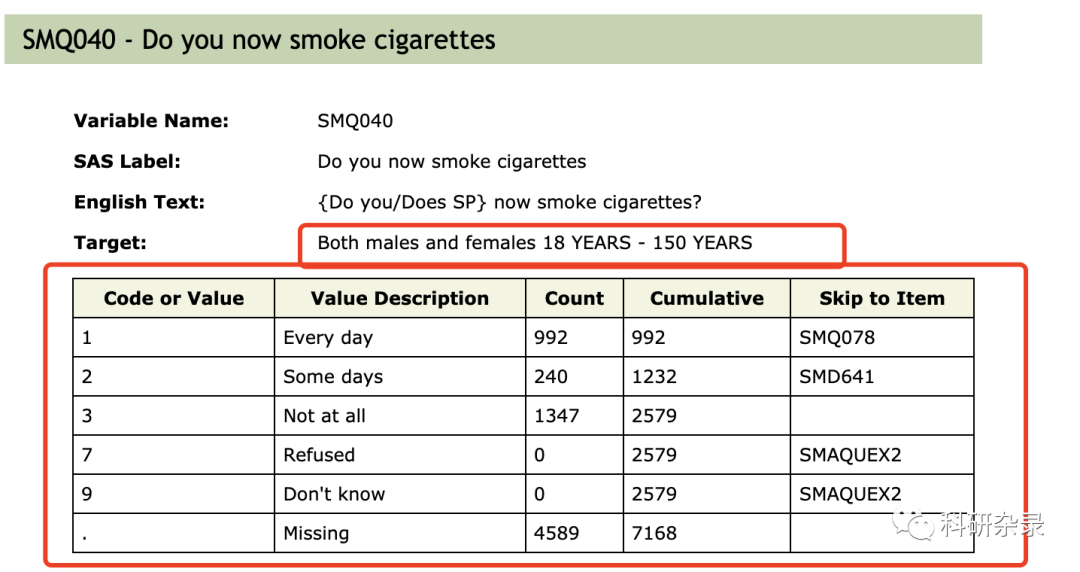 SMQ040 - Do you now smoke cigarettes
Variable Name: SMQ040
SAS Label: Do you now smoke cigarettes
English Text: {Do you/Does SP} now smoke cigarettes?
Target: Both males and females 18 YEARS - 150 YEARS
Code or Value Value Description Count Cumulative Skip to Item
1 Every day 992 992 SMQ078
2 Some days 240 1232 SMD641
3 Not at all 1347 2579
7 Refused 0 2579 SMAQUEX2
9 Don't know 0 2579 SMAQUEX2
. Missing 4589 7168
科研杂录